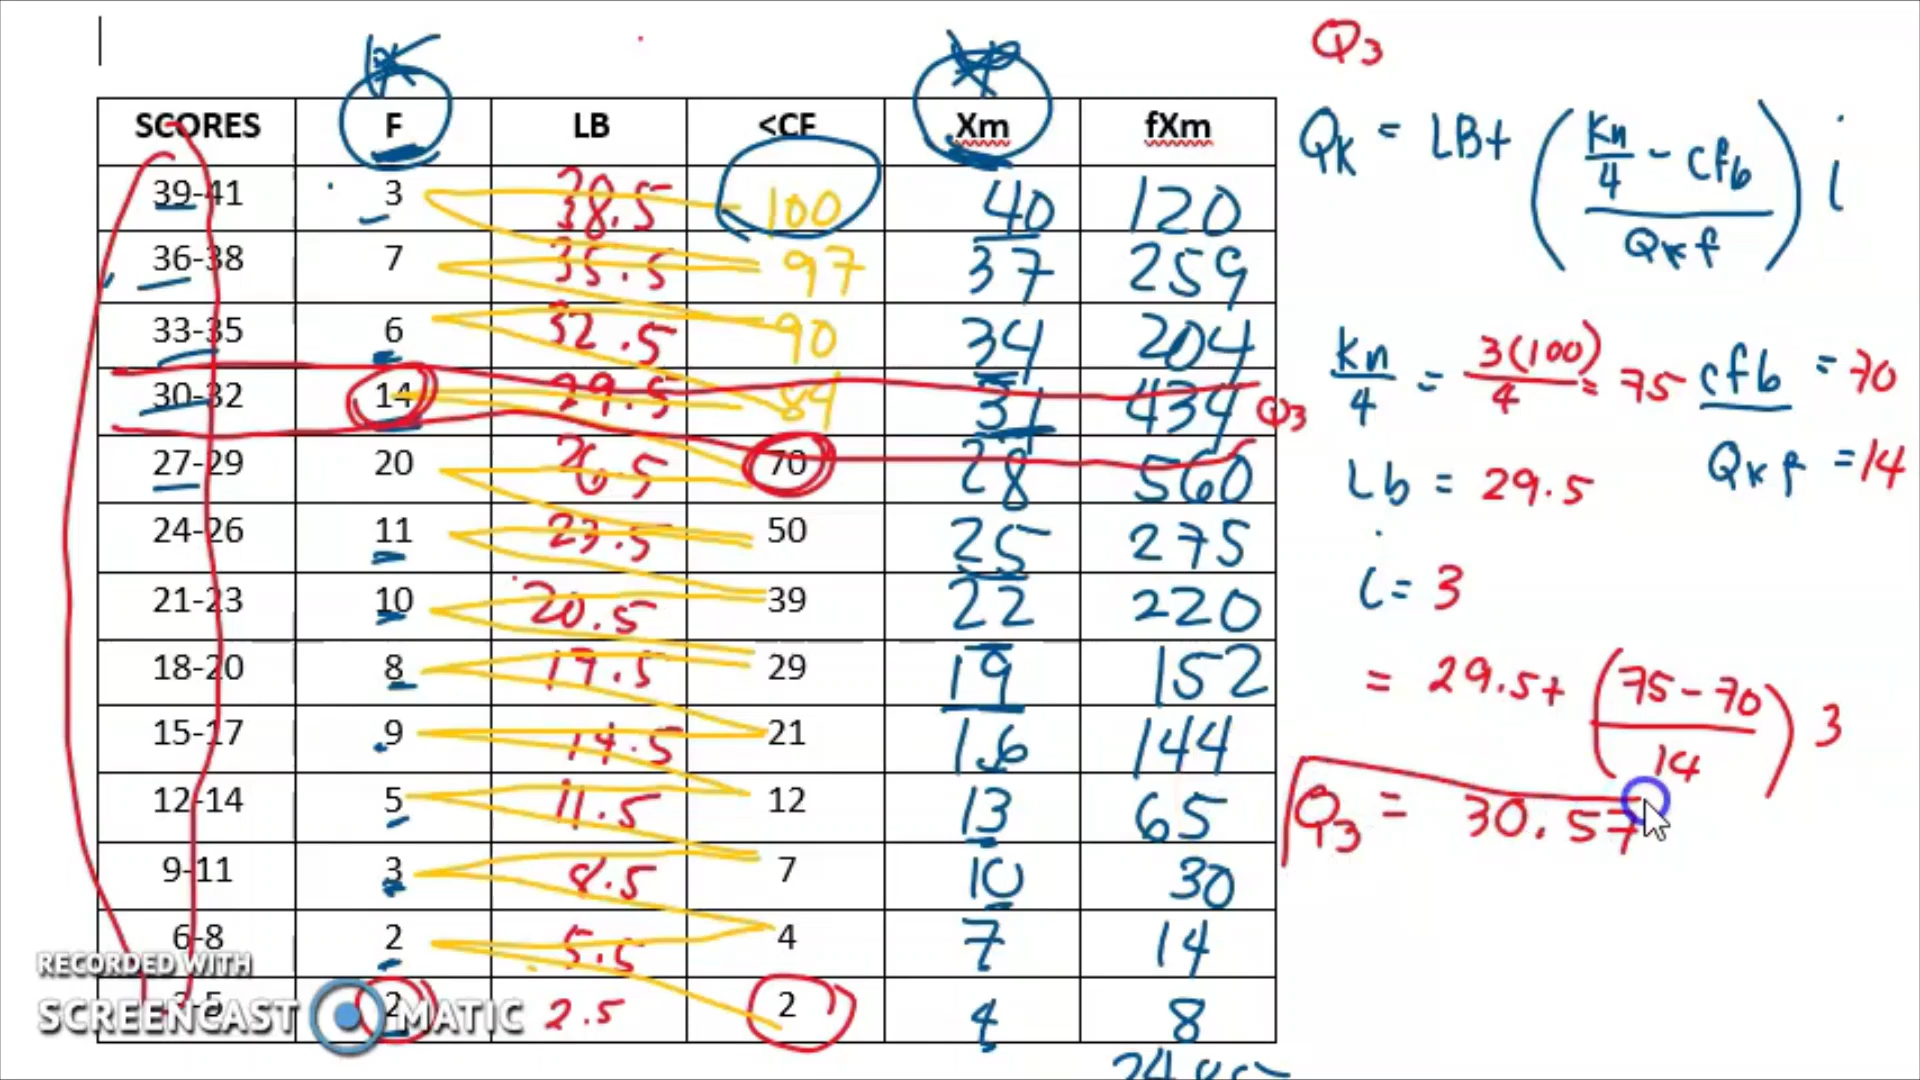 Q3
SCORES F LB <CF Xm fXm
39-41 3 38.5 100 40 120
36-38 7 35.5 97 37 259
33-35 6 32.5 90 34 204
30-32 14 29.5 84 31 434 Q3
27-29 20 26.5 70 28 560
24-26 11 23.5 50 25 275
21-23 10 20.5 39 22 220
18-20 8 17.5 29 19 152
15-17 9 14.5 21 16 144
12-14 5 11.5 12 13 65
9-11 3 8.5 7 10 30
6-8 2 5.5 4 7 14
-5 2 2.5 2 4 8
QK = LB+ (Kn/4 - cfb / QKf) i
kn/4 = 3(100)/4 = 75 cfb = 70
Lb = 29.5 QKf = 14
i = 3
= 29.5+ (75-70 / 14) 3
Q3 = 30.57
RECORDED WITH
SCREENCAST MATIC